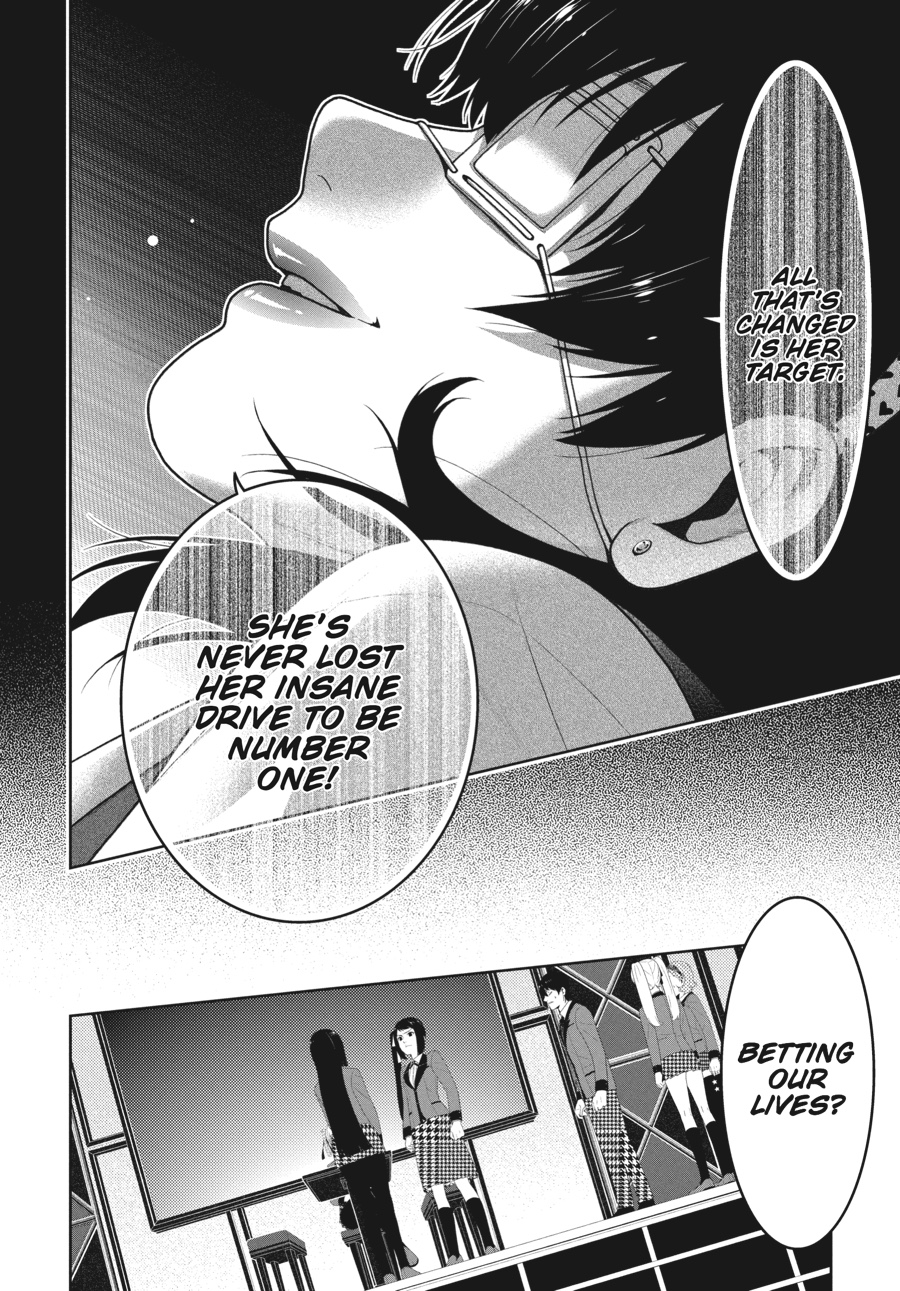 ALL
THAT'S
CHANGED
IS HER
TARGET.
SHE'S
NEVER LOST
HER INSANE
DRIVE TO BE
NUMBER
ONE!
BETTING
OUR
LIVES?